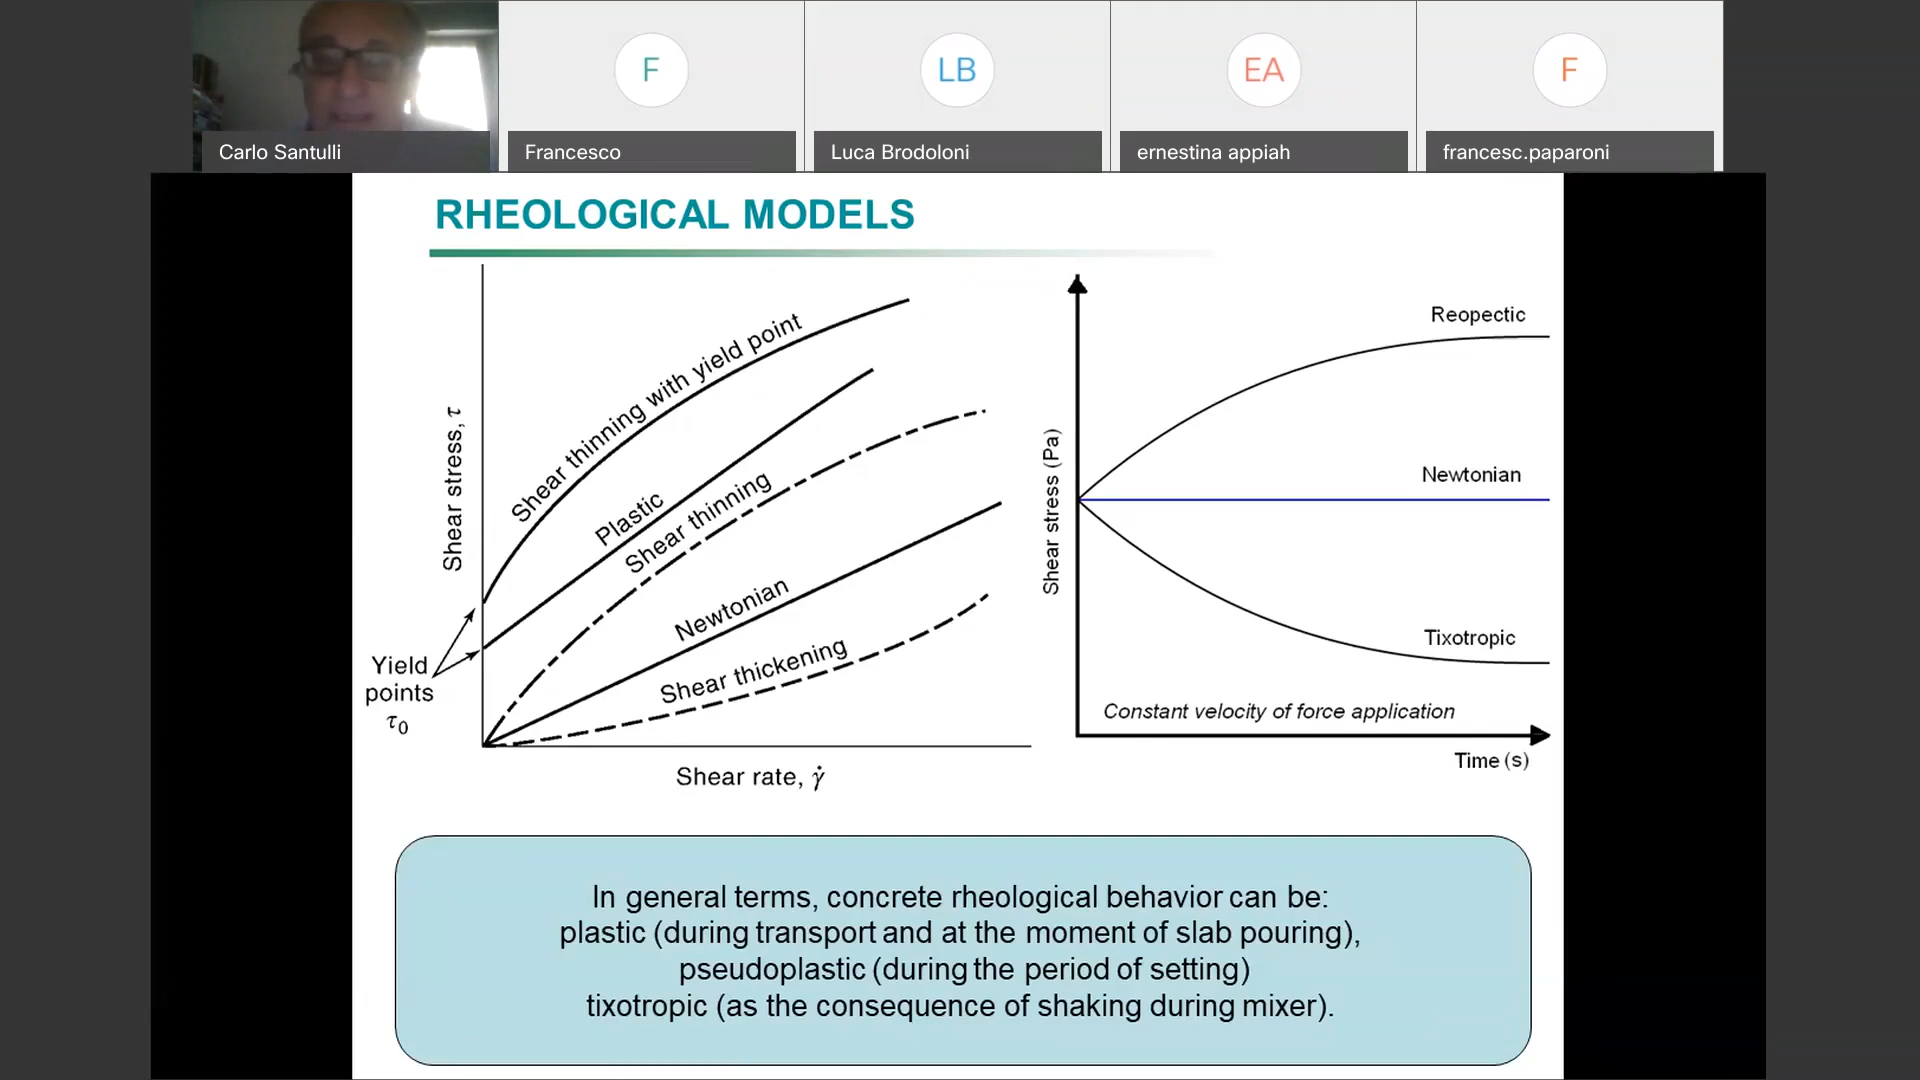 F
LB
EA
F
Carlo Santulli
Francesco
Luca Brodoloni
ernestina appiah
francesc.paparoni
RHEOLOGICAL MODELS
Shear stress, τ
Shear thinning with yield point
Plastic
Shear thinning
Newtonian
Shear thickening
Yield
points
τ0
Shear rate, γ̇
Shear stress (Pa)
Reopectic
Newtonian
Tixotropic
Constant velocity of force application
Time (s)
In general terms, concrete rheological behavior can be:
plastic (during transport and at the moment of slab pouring),
pseudoplastic (during the period of setting)
tixotropic (as the consequence of shaking during mixer).